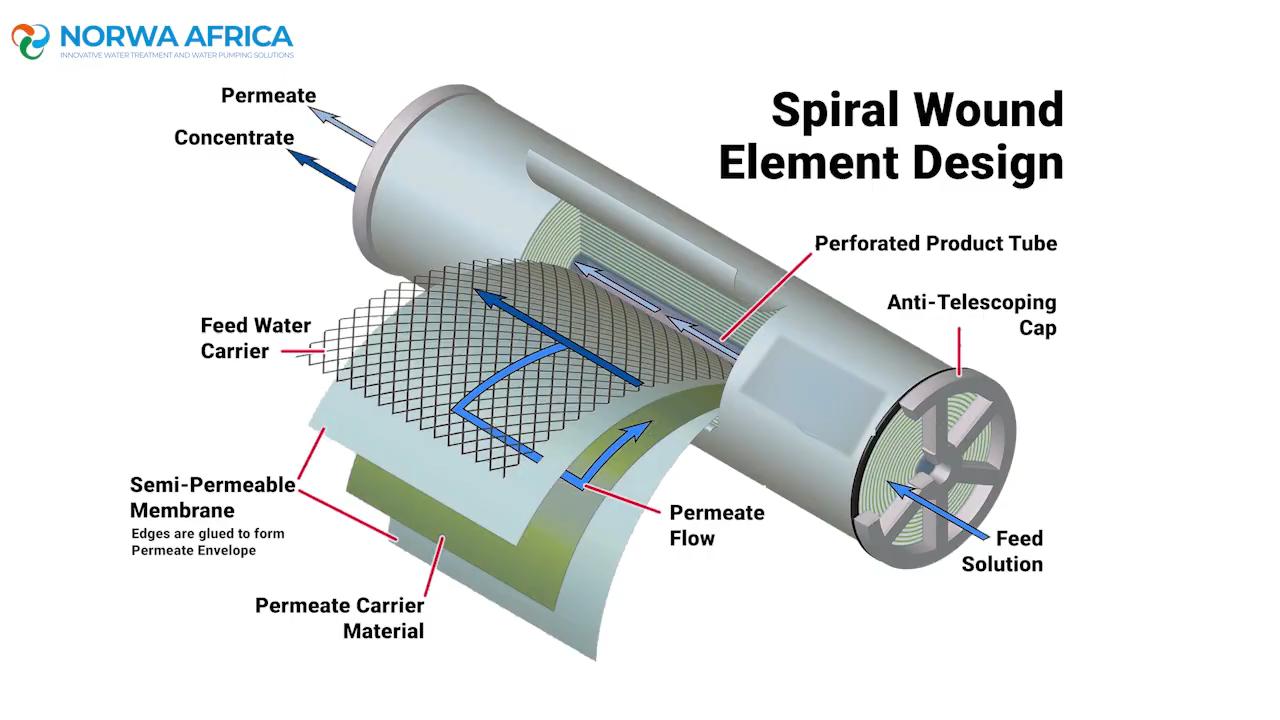 NORWA AFRICA
INNOVATIVE WATER TREATMENT AND WATER PUMPING SOLUTIONS
Spiral Wound
Element Design
Permeate
Concentrate
Perforated Product Tube
Anti-Telescoping
Cap
Feed Water
Carrier
Semi-Permeable
Membrane
Edges are glued to form
Permeate Envelope
Permeate
Flow
Feed
Solution
Permeate Carrier
Material